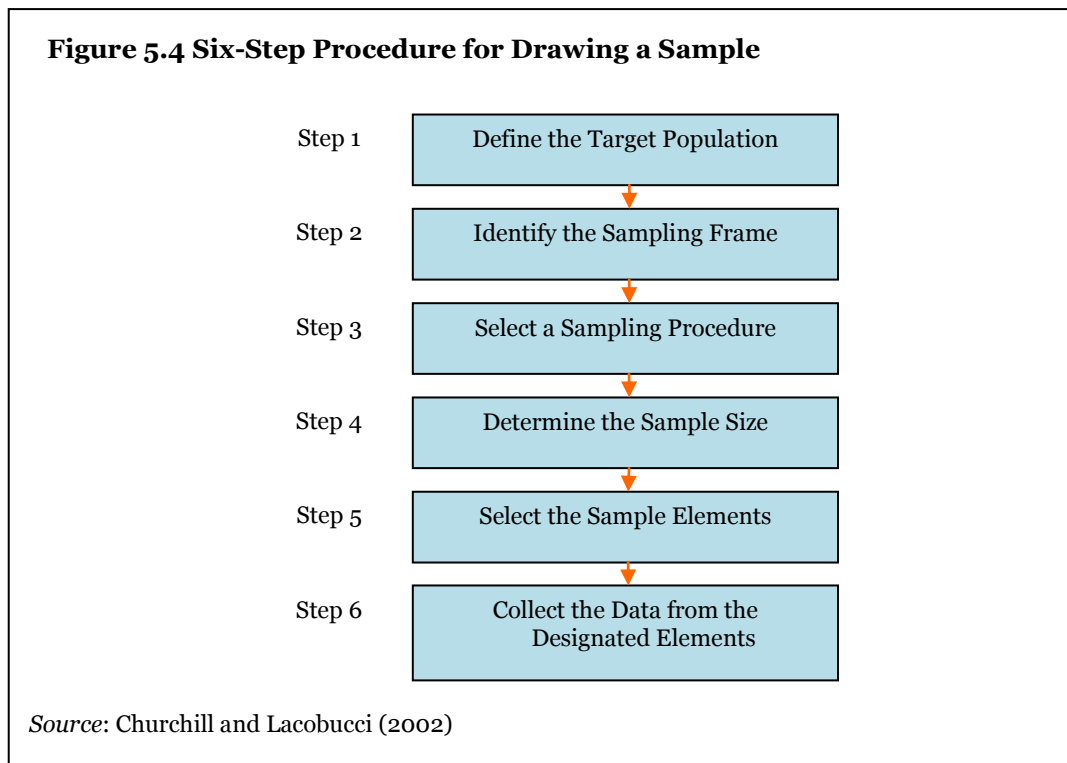 Figure 5.4 Six-Step Procedure for Drawing a Sample
Step 1 Define the Target Population
Step 2 Identify the Sampling Frame
Step 3 Select a Sampling Procedure
Step 4 Determine the Sample Size
Step 5 Select the Sample Elements
Step 6 Collect the Data from the
Designated Elements
Source: Churchill and Lacobucci (2002)